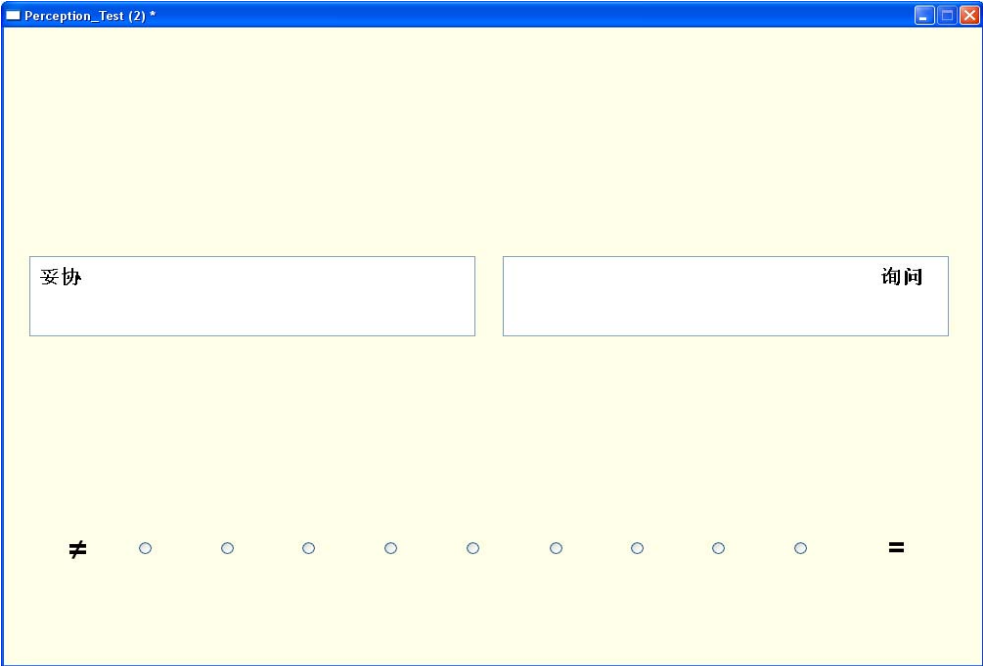 Perception_Test (2) *
妥协 询问
≠ =